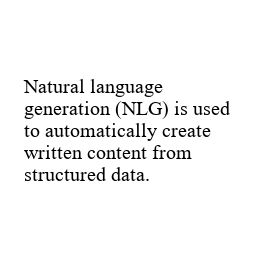 Natural language
generation (NLG) is used
to automatically create
written content from
structured data.